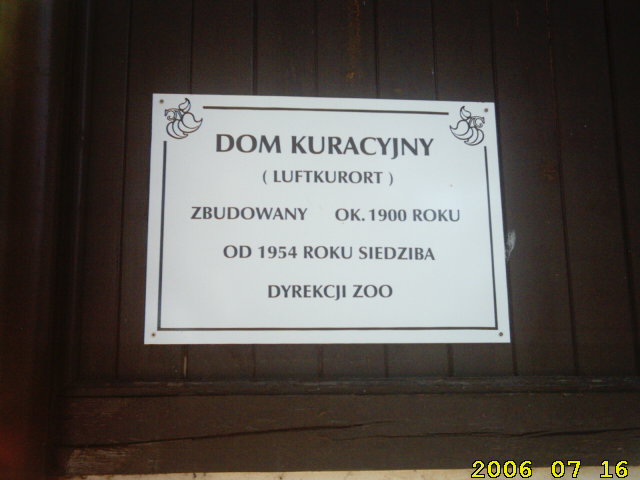 DOM KURACYJNY
( LUFTKURORT )
ZBUDOWANY OK. 1900 ROKU
OD 1954 ROKU SIEDZIBA
DYREKCJI ZOO
2006 07 16